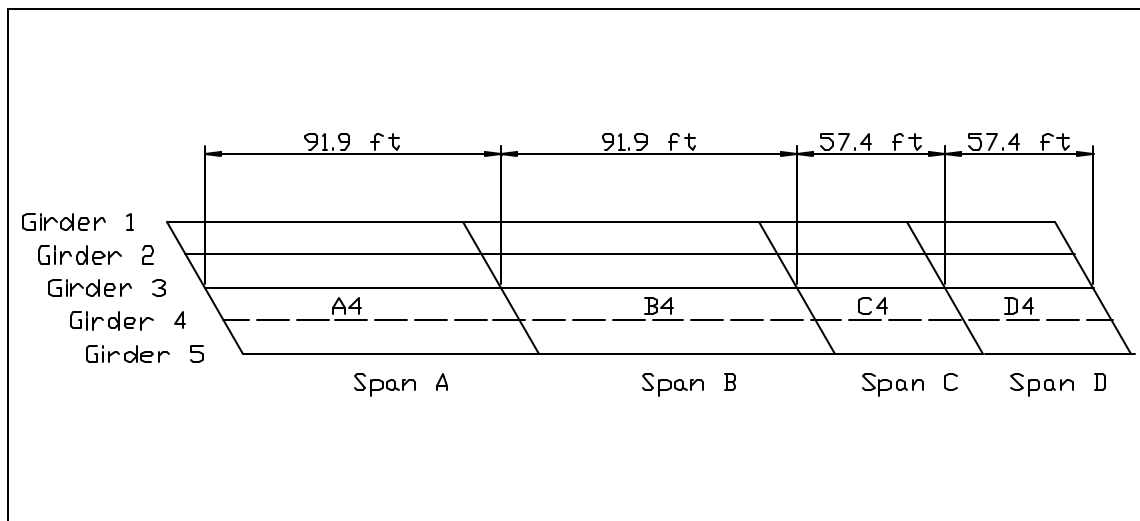 91.9 ft 91.9 ft 57.4 ft 57.4 ft
Girder 1
Girder 2
Girder 3
A4 B4 C4 D4
Girder 4
Girder 5
Span A Span B Span C Span D